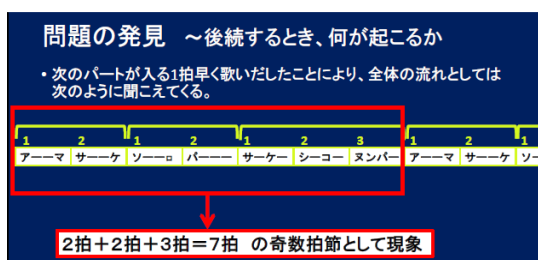 問題の発見 ～後続するとき、何が起こるか
・次のパートが入る1拍早く歌いだしたことにより、全体の流れとしては
次のように聞こえてくる。
1 2 1 2 1 2 3 1 2 1
アーーマ サーーケ ソーーロ パーーー サーケー シーコー ヌンパー アーーマ サーーケ ソー
2拍＋2拍＋3拍＝7拍 の奇数拍節として現象